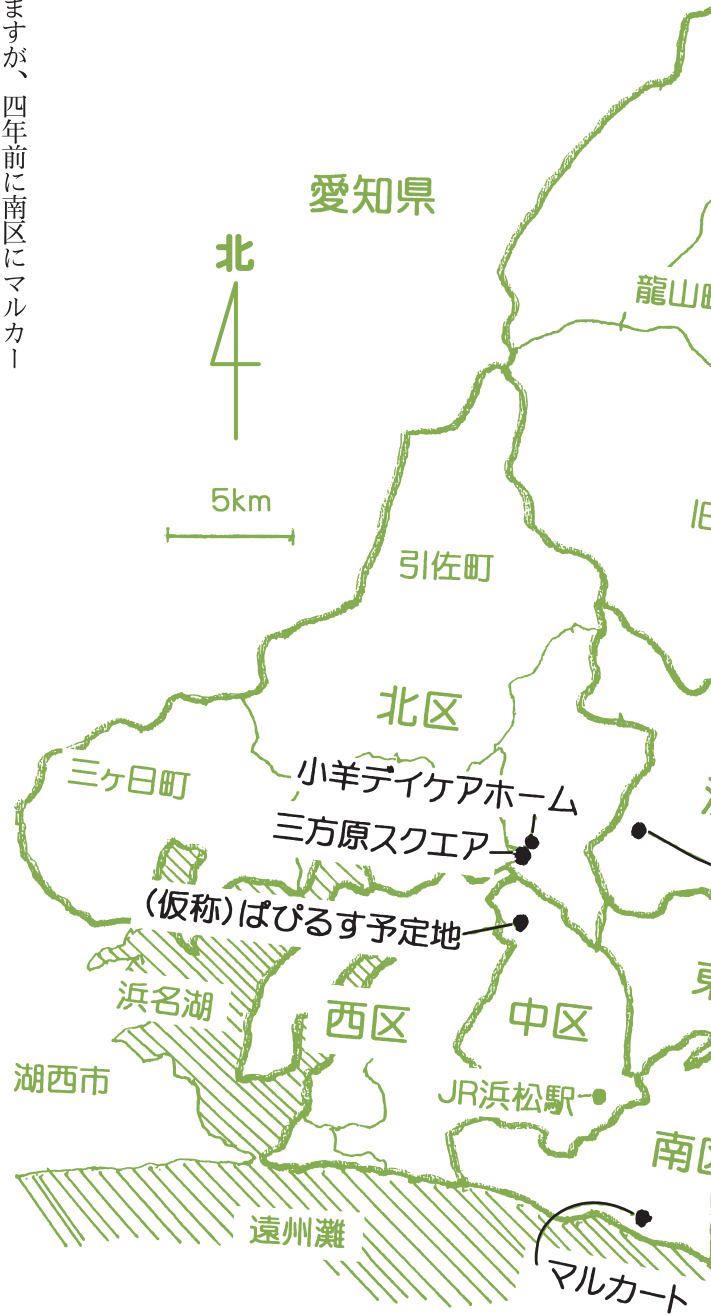 ますが、四年前に南区にマルカー
愛知県
北
龍山町
5km
旧
引佐町
北区
三ヶ日町
小羊デイケアホーム
三方原スクエア
(仮称)ぱぴるす予定地
浜名湖
西区
中区
東
湖西市
JR浜松駅
南区
遠州灘
マルカート